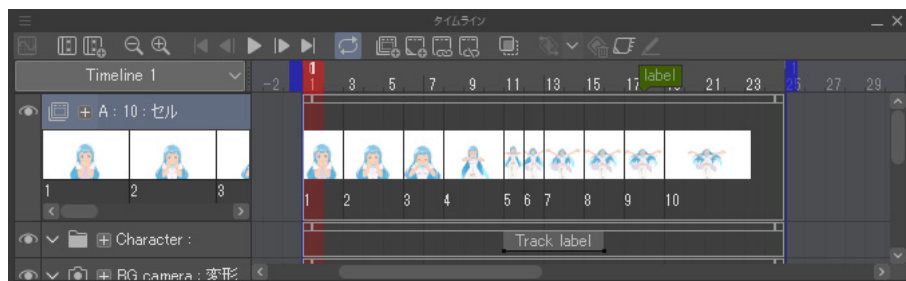 タイムライン
Timeline 1
-2 1 1 3 5 7 9 11 13 15 17 label 21 23 1 25 27 29
A : 10 : セル
1 2 3
1 2 3 4 5 6 7 8 9 10
Character :
Track label
BG camera : 変形